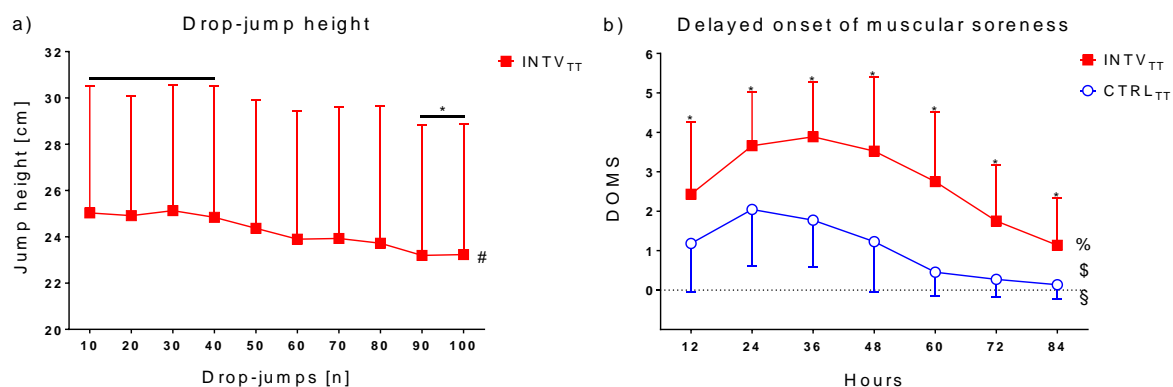 a) Drop-jump height
32
30
28
26
24
22
20
Jump height [cm]
10 20 30 40 50 60 70 80 90 100
Drop-jumps [n]
INTV_TT
*
#
b) Delayed onset of muscular soreness
6
5
4
3
2
1
0
DOMS
12 24 36 48 60 72 84
Hours
INTV_TT
CTRL_TT
* * * * * * *
%
$
§